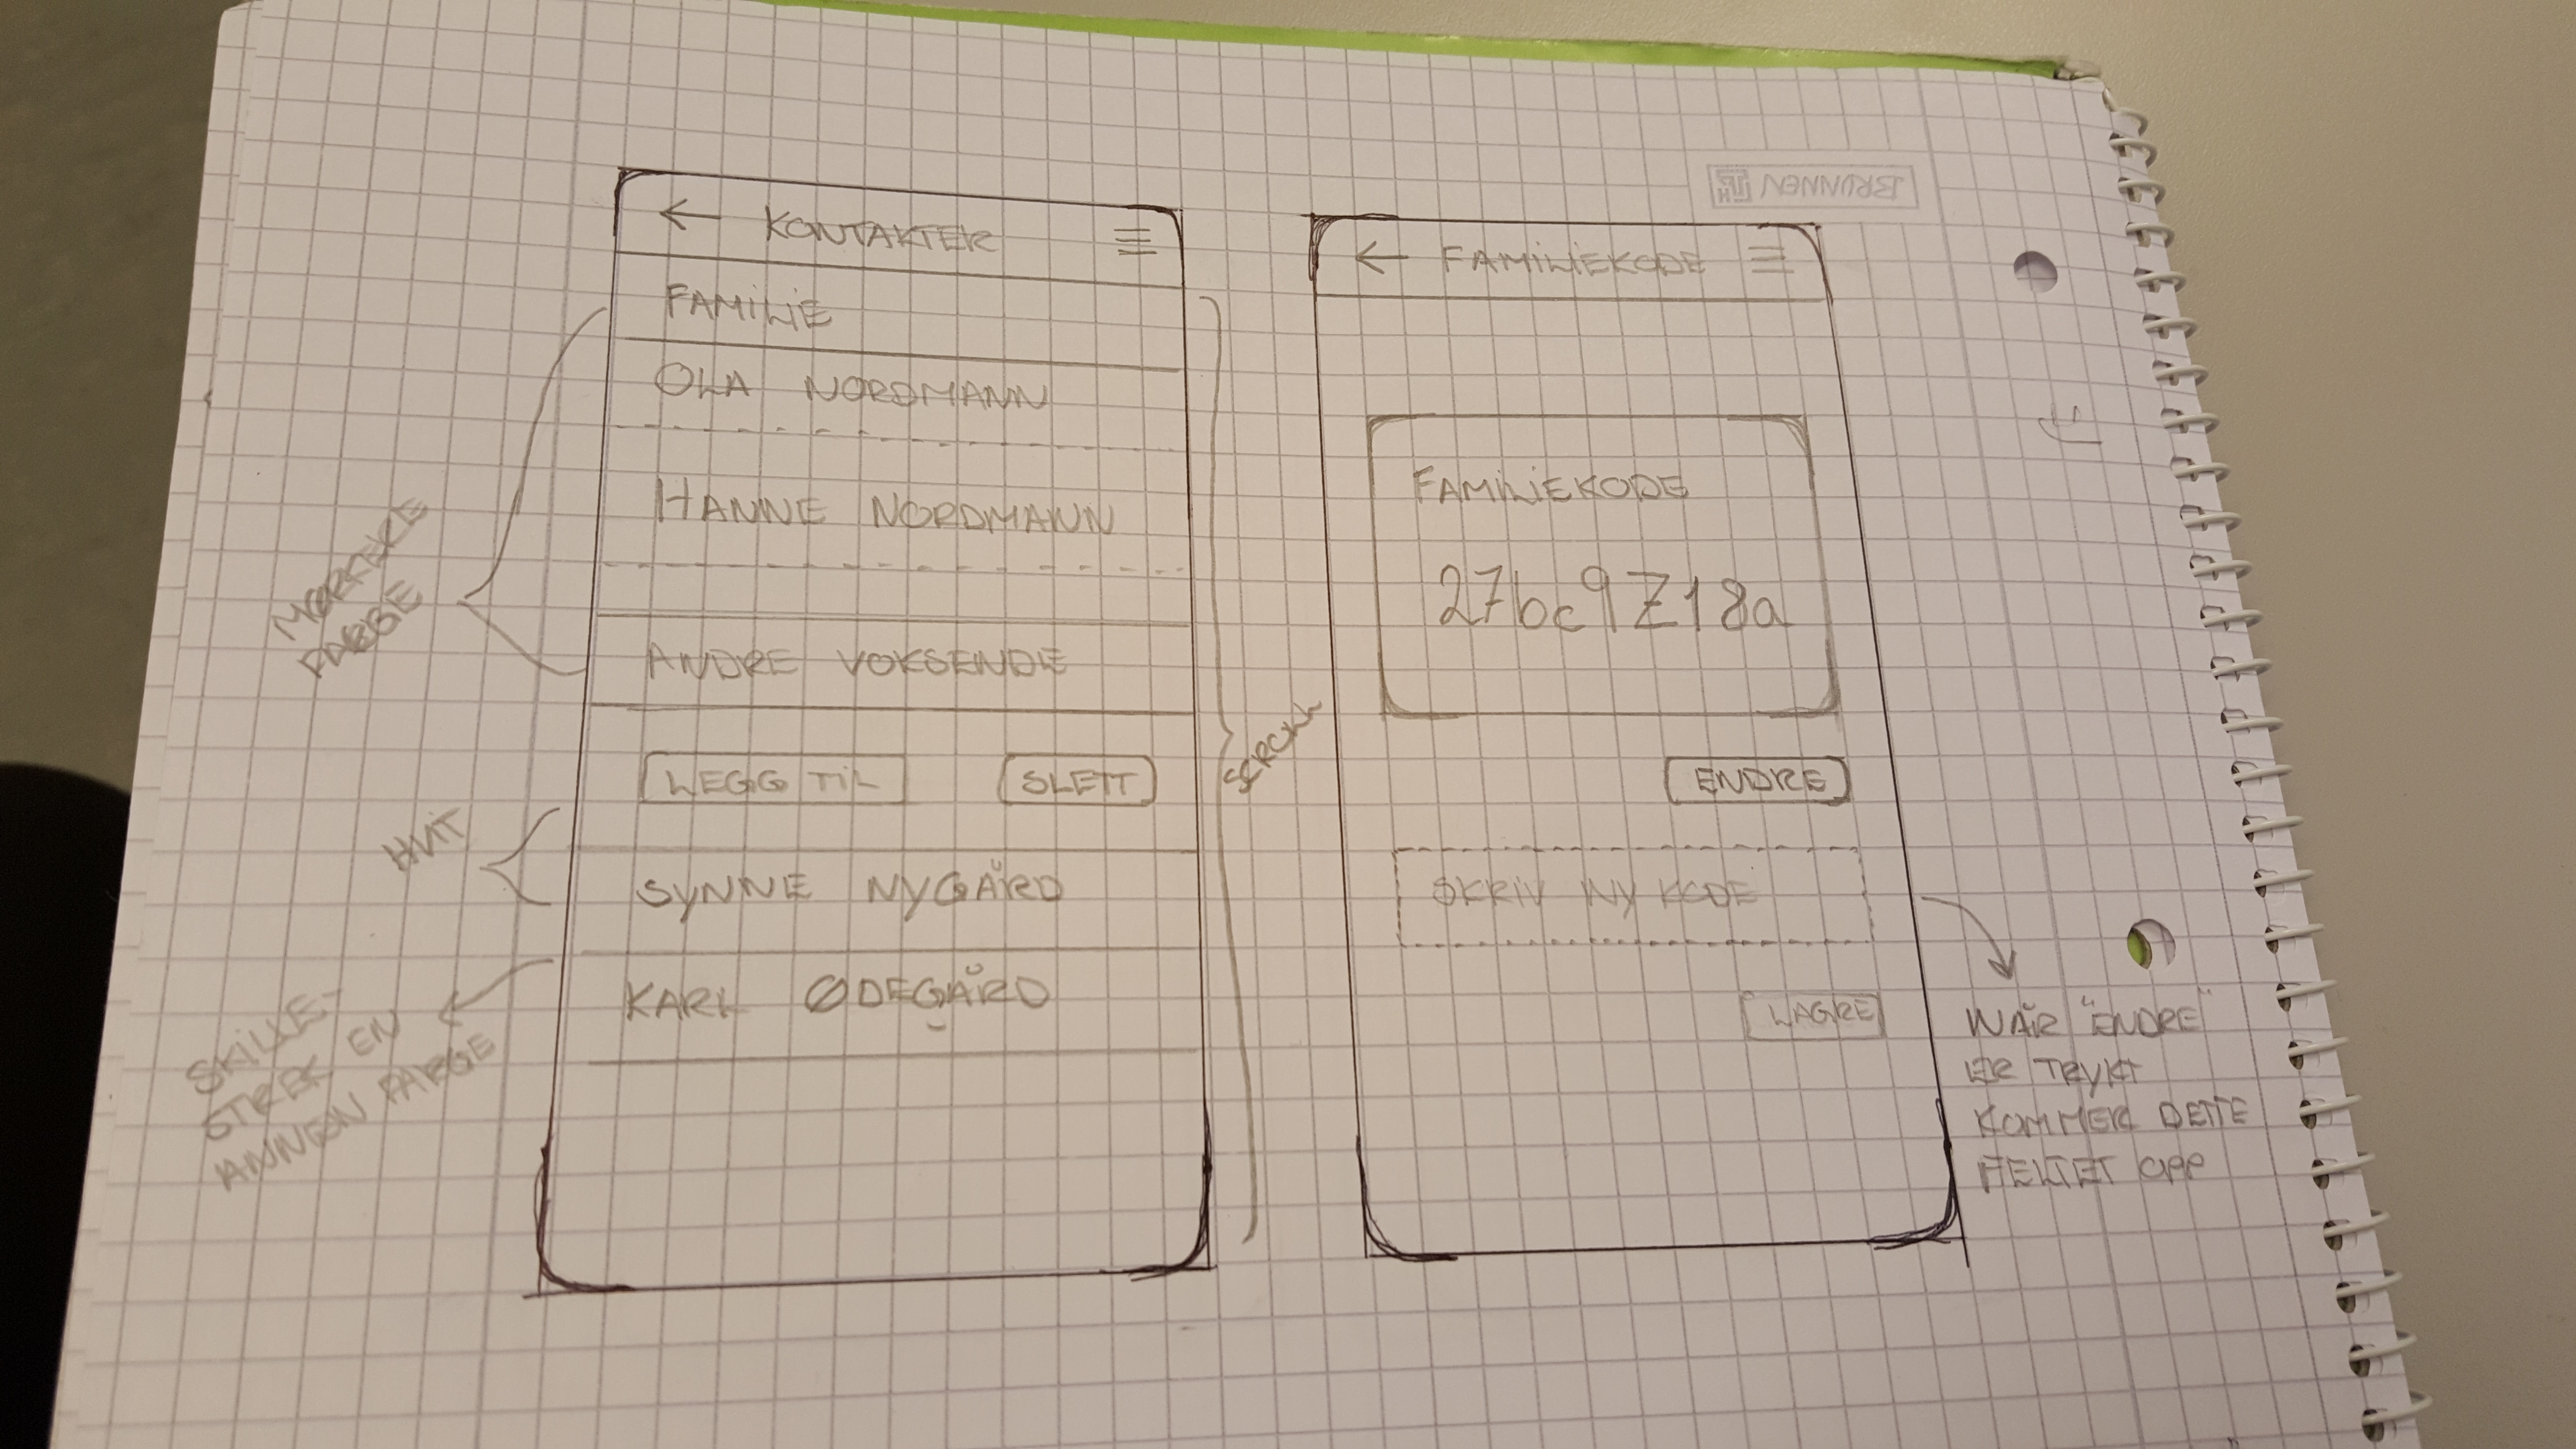 ← KONTAKTER ☰
FAMILIE
OLA NORDMANN
HANNE NORDMANN
ANDRE VOKSENDE
LEGG TIL SLETT
SYNNE NYGÅRD
KARL ØDEGÅRD
MØRKERE
FARGE
HVIT
SKILLE-
STREK EN
ANNEN FARGE
SCROLL
← FAMILIEKODE ☰
FAMILIEKODE
27bc9Z18a
ENDRE
SKRIV NY KODE
LAGRE
NÅR "ENDRE"
ER TRYKT
KOMMER DETTE
FELTET OPP
BRUNNEN